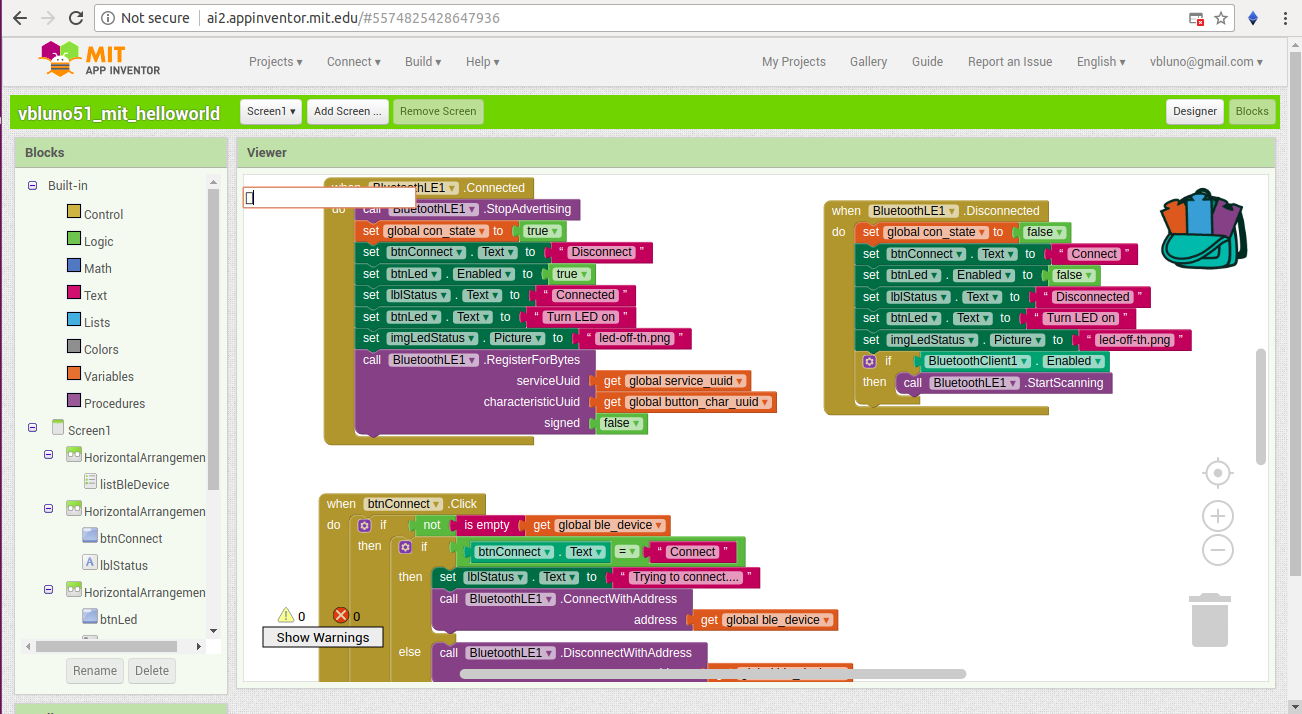 Not secure | ai2.appinventor.mit.edu/#5574825428647936
MIT
APP INVENTOR
Projects ▾ Connect ▾ Build ▾ Help ▾ My Projects Gallery Guide Report an Issue English ▾ vbluno@gmail.com ▾
vbluno51_mit_helloworld Screen1 ▾ Add Screen ... Remove Screen Designer Blocks
Blocks
Built-in
Control
Logic
Math
Text
Lists
Colors
Variables
Procedures
Screen1
HorizontalArrangemen
listBleDevice
HorizontalArrangemen
btnConnect
lblStatus
HorizontalArrangemen
btnLed
Rename Delete
Viewer
when BluetoothLE1 ▾ .Connected
do call BluetoothLE1 ▾ .StopAdvertising
set global con_state ▾ to true ▾
set btnConnect ▾ . Text ▾ to “ Disconnect ”
set btnLed ▾ . Enabled ▾ to true ▾
set lblStatus ▾ . Text ▾ to “ Connected ”
set btnLed ▾ . Text ▾ to “ Turn LED on ”
set imgLedStatus ▾ . Picture ▾ to “ led-off-th.png ”
call BluetoothLE1 ▾ .RegisterForBytes
serviceUuid get global service_uuid ▾
characteristicUuid get global button_char_uuid ▾
signed false ▾
when BluetoothLE1 ▾ .Disconnected
do set global con_state ▾ to false ▾
set btnConnect ▾ . Text ▾ to “ Connect ”
set btnLed ▾ . Enabled ▾ to false ▾
set lblStatus ▾ . Text ▾ to “ Disconnected ”
set btnLed ▾ . Text ▾ to “ Turn LED on ”
set imgLedStatus ▾ . Picture ▾ to “ led-off-th.png ”
if BluetoothClient1 ▾ . Enabled ▾
then call BluetoothLE1 ▾ .StartScanning
when btnConnect ▾ .Click
do if not is empty get global ble_device ▾
then if btnConnect ▾ . Text ▾ = ▾ “ Connect ”
then set lblStatus ▾ . Text ▾ to “ Trying to connect.... ”
call BluetoothLE1 ▾ .ConnectWithAddress
address get global ble_device ▾
else call BluetoothLE1 ▾ .DisconnectWithAddress
0 0
Show Warnings